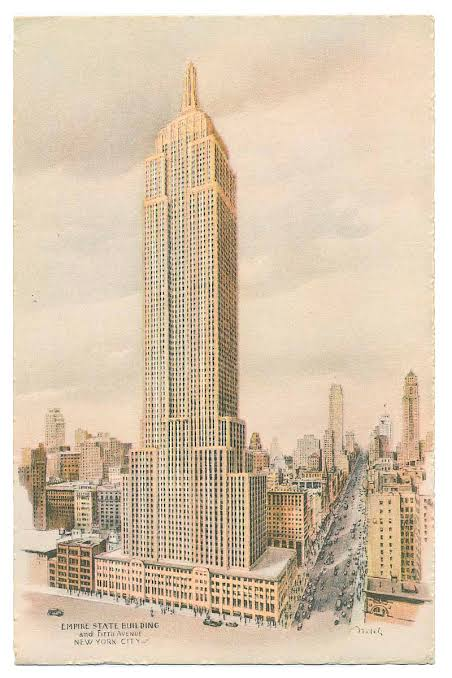 EMPIRE STATE BUILDING
and FIFTH AVENUE
NEW YORK CITY